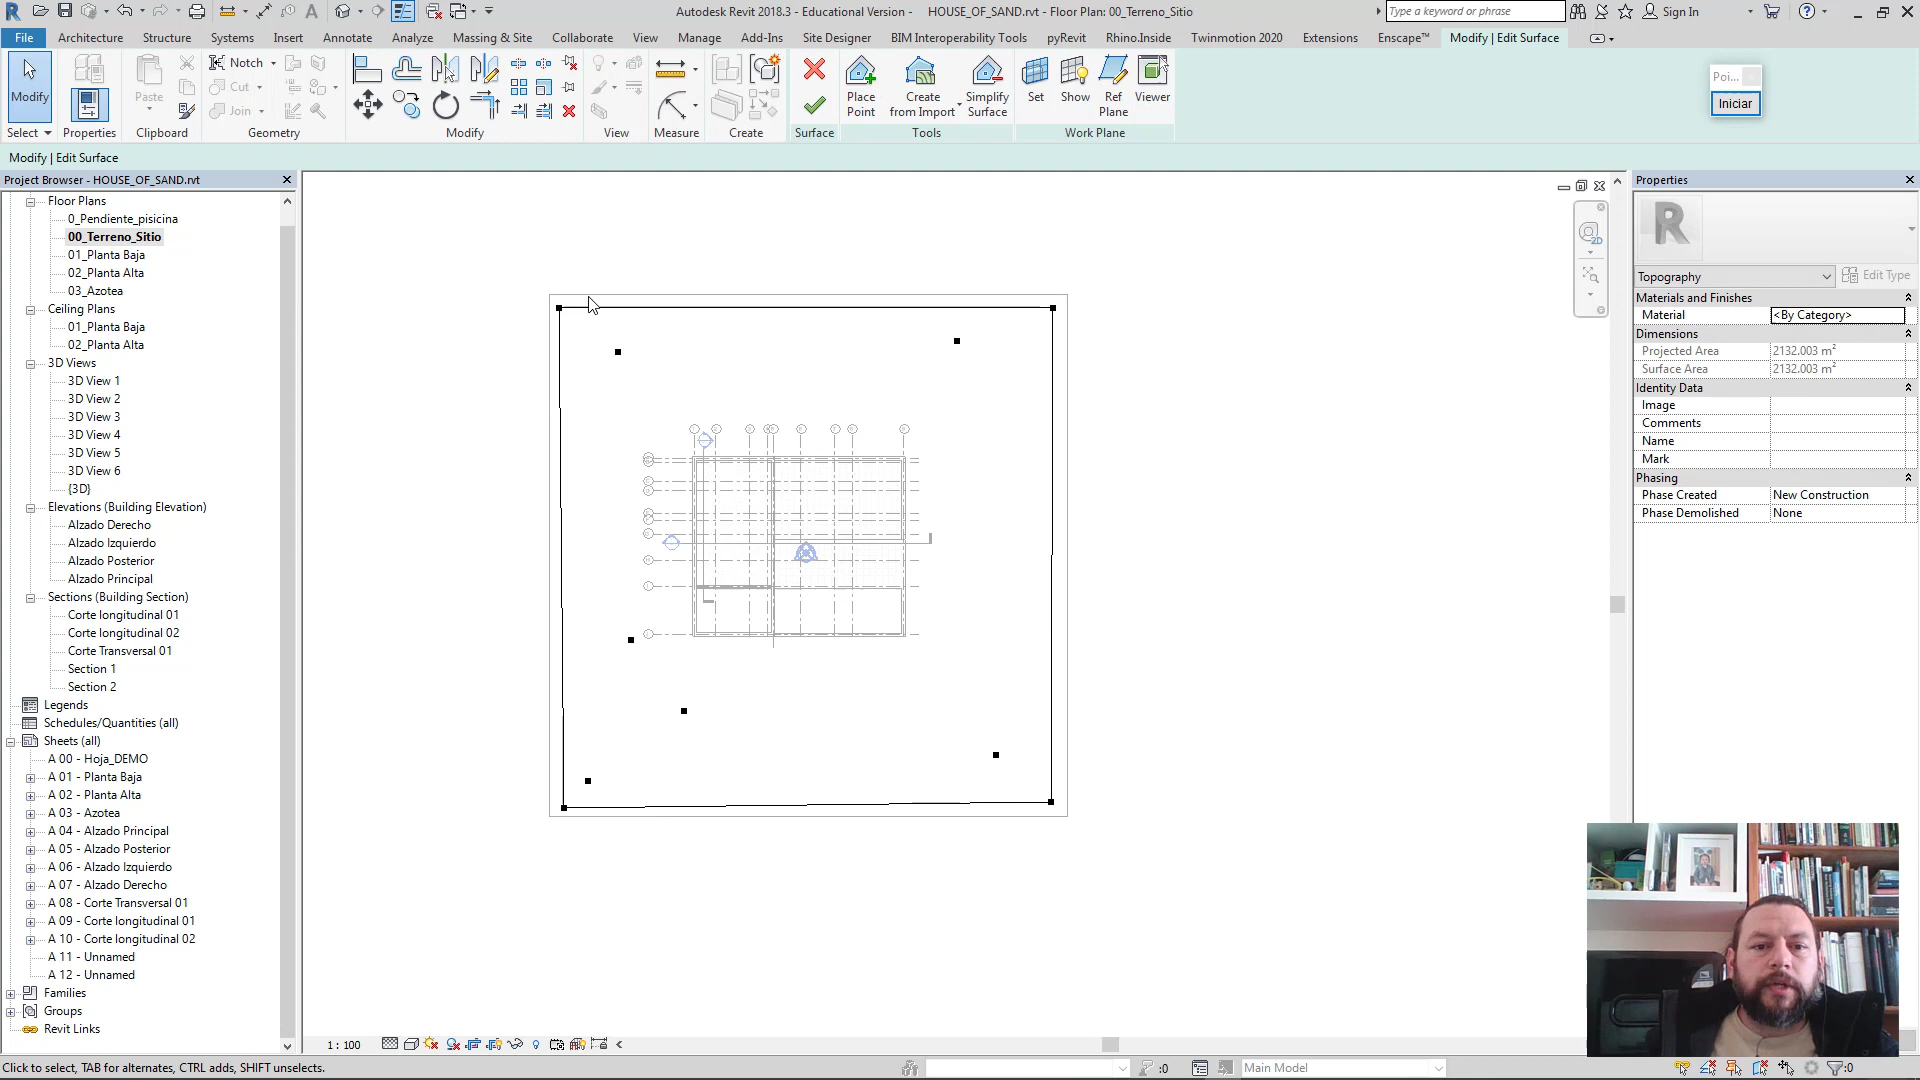 Autodesk Revit 2018.3 - Educational Version - HOUSE_OF_SAND.rvt - Floor Plan: 00_Terreno_Sitio
Type a keyword or phrase
Sign In
File Architecture Structure Systems Insert Annotate Analyze Massing & Site Collaborate View Manage Add-Ins Site Designer BIM Interoperability Tools pyRevit Rhino.Inside Twinmotion 2020 Extensions Enscape™ Modify | Edit Surface
Modify
Paste
Notch
Cut
Join
Place Point
Create from Import
Simplify Surface
Set
Show
Ref Plane
Viewer
Poi...
Iniciar
Select Properties Clipboard Geometry Modify View Measure Create Surface Tools Work Plane
Modify | Edit Surface
Project Browser - HOUSE_OF_SAND.rvt
Floor Plans
0_Pendiente_pisicina
00_Terreno_Sitio
01_Planta Baja
02_Planta Alta
03_Azotea
Ceiling Plans
01_Planta Baja
02_Planta Alta
3D Views
3D View 1
3D View 2
3D View 3
3D View 4
3D View 5
3D View 6
{3D}
Elevations (Building Elevation)
Alzado Derecho
Alzado Izquierdo
Alzado Posterior
Alzado Principal
Sections (Building Section)
Corte longitudinal 01
Corte longitudinal 02
Corte Transversal 01
Section 1
Section 2
Legends
Schedules/Quantities (all)
Sheets (all)
A 00 - Hoja_DEMO
A 01 - Planta Baja
A 02 - Planta Alta
A 03 - Azotea
A 04 - Alzado Principal
A 05 - Alzado Posterior
A 06 - Alzado Izquierdo
A 07 - Alzado Derecho
A 08 - Corte Transversal 01
A 09 - Corte longitudinal 01
A 10 - Corte longitudinal 02
A 11 - Unnamed
A 12 - Unnamed
Families
Groups
Revit Links
2D
Properties
R
Topography
Edit Type
Materials and Finishes
Material <By Category>
Dimensions
Projected Area 2132.003 m²
Surface Area 2132.003 m²
Identity Data
Image
Comments
Name
Mark
Phasing
Phase Created New Construction
Phase Demolished None
1 : 100
Click to select, TAB for alternates, CTRL adds, SHIFT unselects.
:0
Main Model
:0